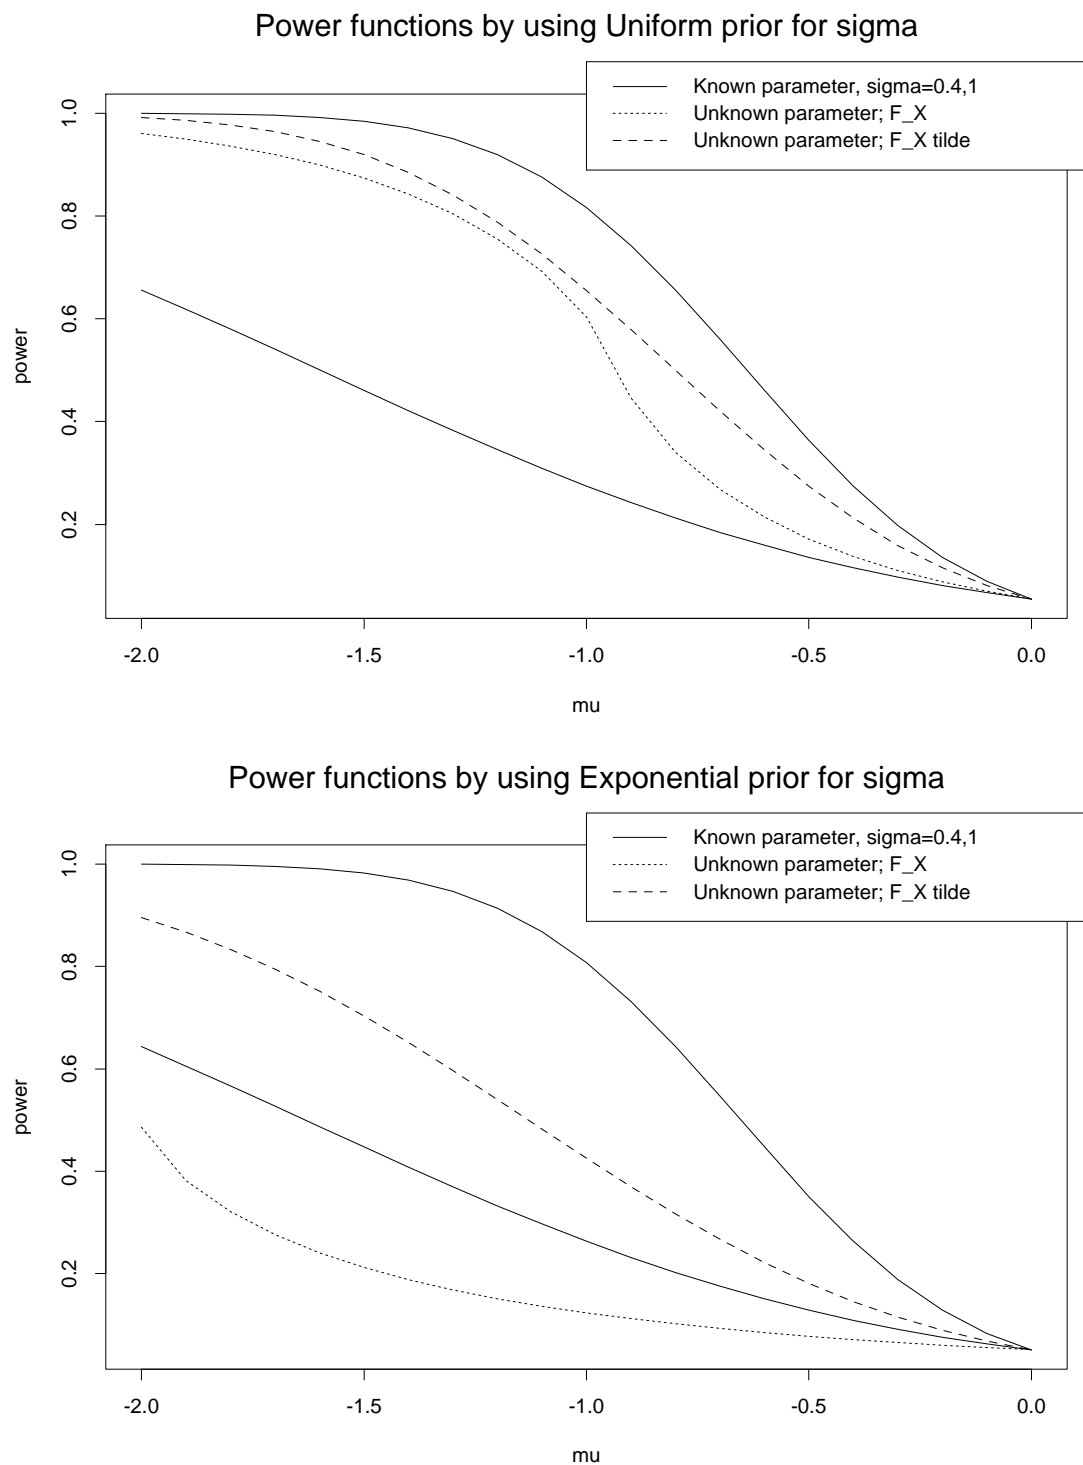 Power functions by using Uniform prior for sigma
Known parameter, sigma=0.4,1
Unknown parameter; F_X
Unknown parameter; F_X tilde
1.0
0.8
0.6
0.4
0.2
power
-2.0 -1.5 -1.0 -0.5 0.0
mu
Power functions by using Exponential prior for sigma
Known parameter, sigma=0.4,1
Unknown parameter; F_X
Unknown parameter; F_X tilde
1.0
0.8
0.6
0.4
0.2
power
-2.0 -1.5 -1.0 -0.5 0.0
mu